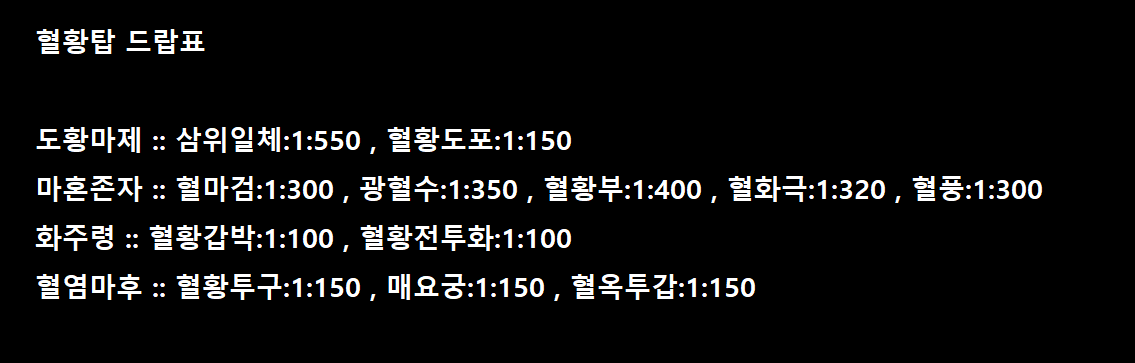 혈황탑 드랍표
도황마제 :: 삼위일체:1:550 , 혈황도포:1:150
마혼존자 :: 혈마검:1:300 , 광혈수:1:350 , 혈황부:1:400 , 혈화극:1:320 , 혈풍:1:300
화주령 :: 혈황갑박:1:100 , 혈황전투화:1:100
혈염마후 :: 혈황투구:1:150 , 매요궁:1:150 , 혈옥투갑:1:150